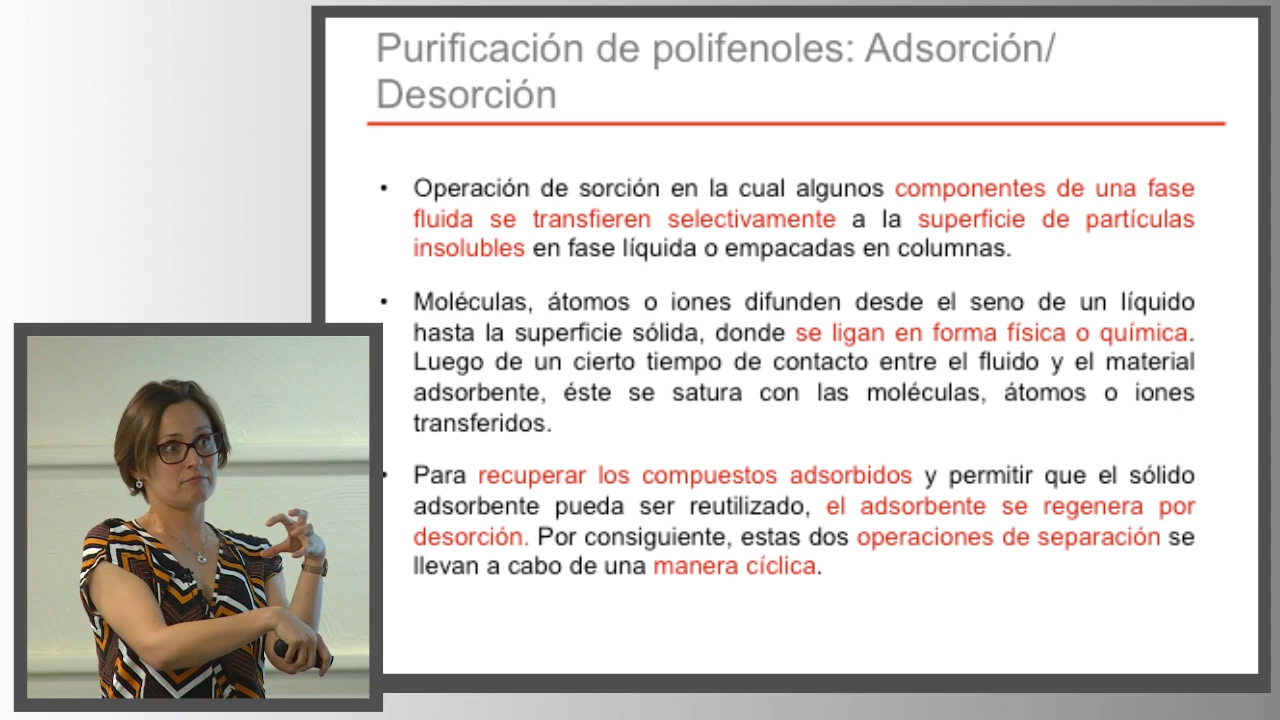 Purificación de polifenoles: Adsorción/
Desorción
• Operación de sorción en la cual algunos componentes de una fase
fluida se transfieren selectivamente a la superficie de partículas
insolubles en fase líquida o empacadas en columnas.
• Moléculas, átomos o iones difunden desde el seno de un líquido
hasta la superficie sólida, donde se ligan en forma física o química.
Luego de un cierto tiempo de contacto entre el fluido y el material
adsorbente, éste se satura con las moléculas, átomos o iones
transferidos.
• Para recuperar los compuestos adsorbidos y permitir que el sólido
adsorbente pueda ser reutilizado, el adsorbente se regenera por
desorción. Por consiguiente, estas dos operaciones de separación se
llevan a cabo de una manera cíclica.